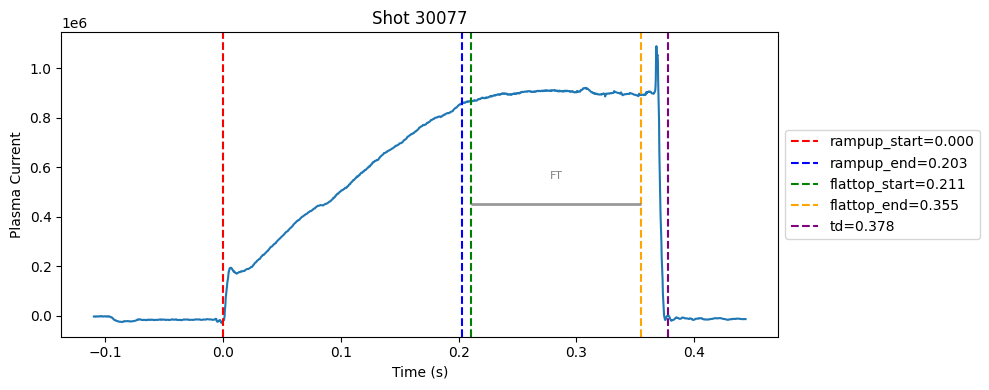 Shot 30077
1e6
1.0
0.8
0.6
0.4
0.2
0.0
Plasma Current
FT
−0.1
0.0
0.1
0.2
0.3
0.4
Time (s)
rampup_start=0.000
rampup_end=0.203
flattop_start=0.211
flattop_end=0.355
td=0.378